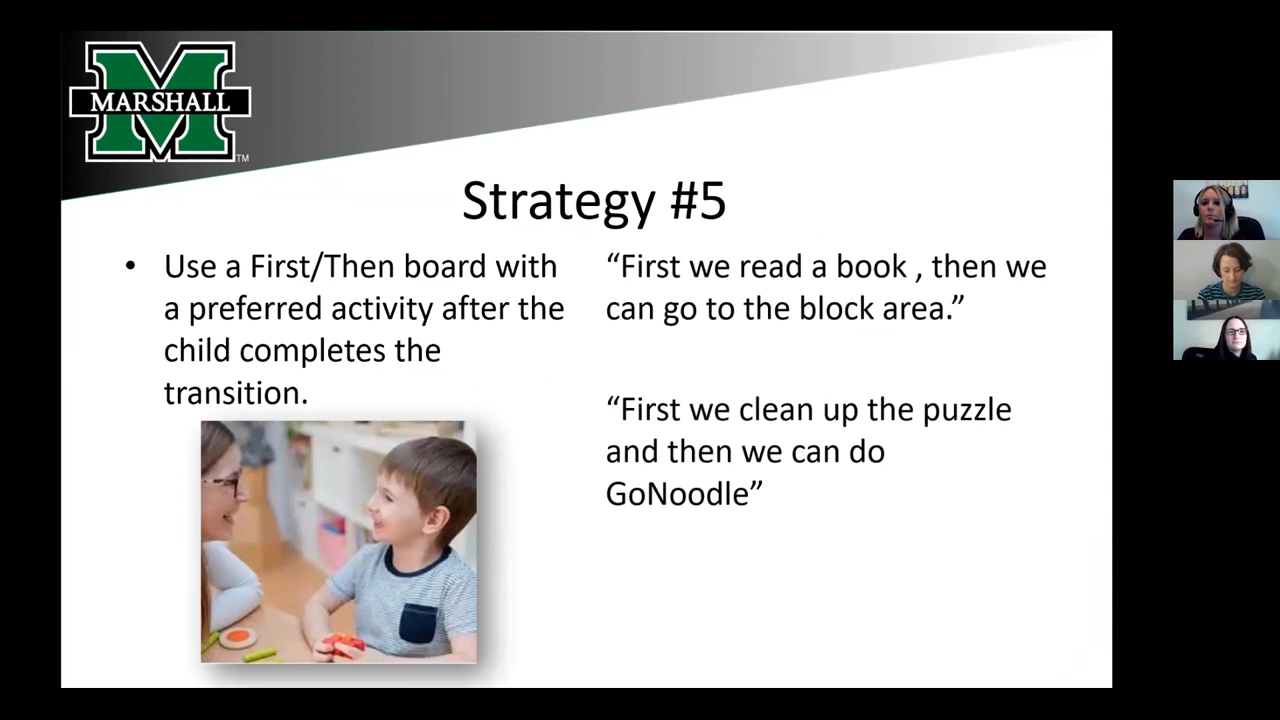 MARSHALL
TM
Strategy #5
• Use a First/Then board with
a preferred activity after the
child completes the
transition.
“First we read a book , then we
can go to the block area.”
“First we clean up the puzzle
and then we can do
GoNoodle”